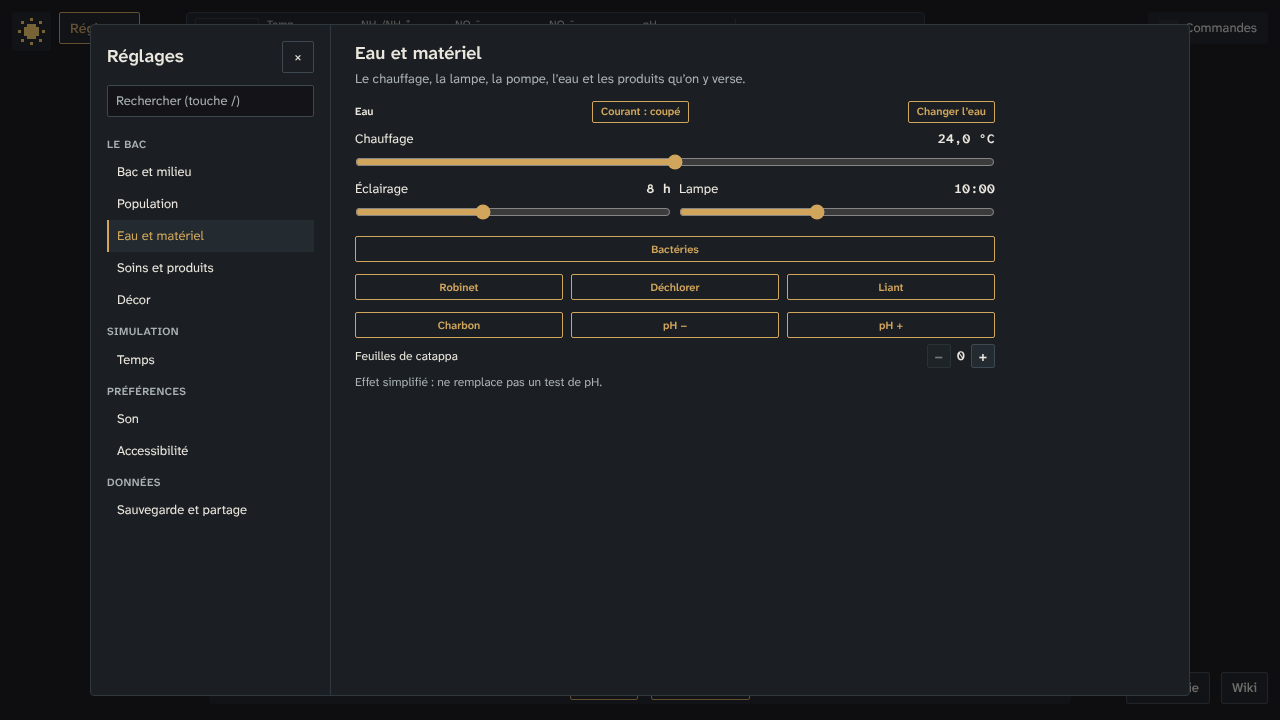 Réglages
×
Rechercher (touche /)
LE BAC
Bac et milieu
Population
Eau et matériel
Soins et produits
Décor
SIMULATION
Temps
PRÉFÉRENCES
Son
Accessibilité
DONNÉES
Sauvegarde et partage
Eau et matériel
Le chauffage, la lampe, la pompe, l'eau et les produits qu'on y verse.
Eau Courant : coupé Changer l'eau
Chauffage 24,0 °C
Éclairage 8 h Lampe 10:00
Bactéries
Robinet Déchlorer Liant
Charbon pH − pH +
Feuilles de catappa − 0 +
Effet simplifié : ne remplace pas un test de pH.
Commandes
Wiki